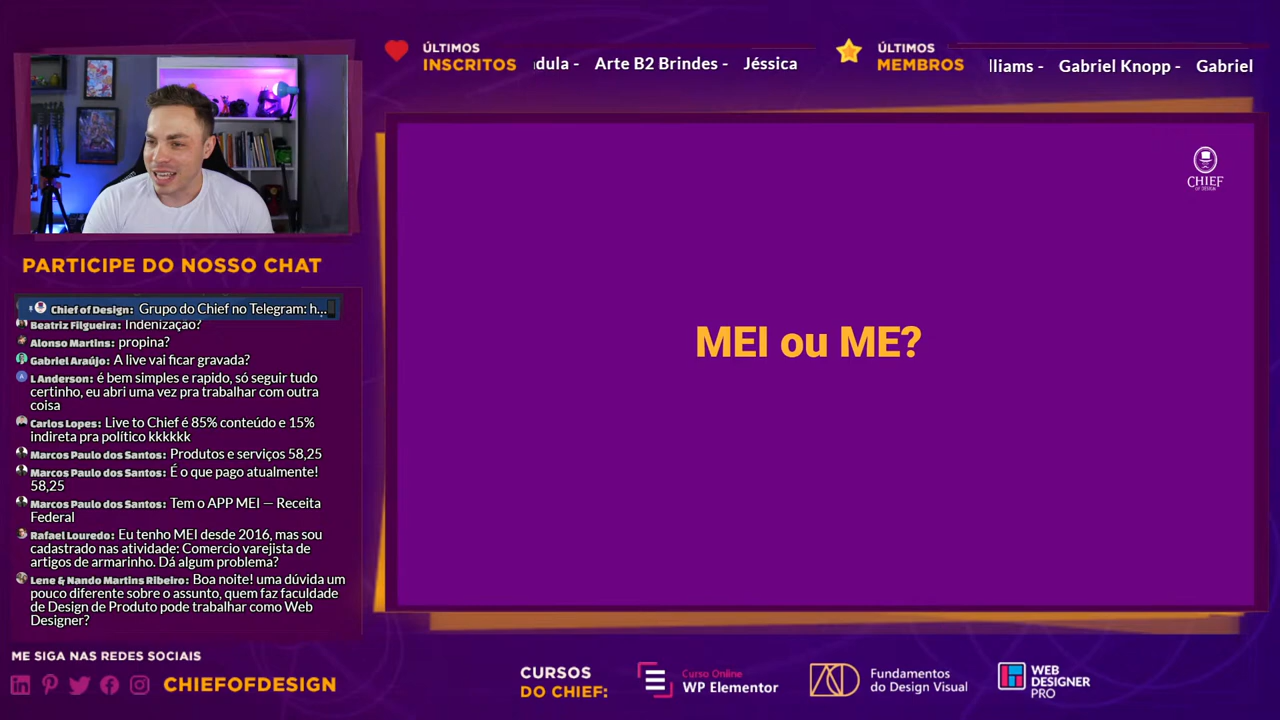 ÚLTIMOS
INSCRITOS
dula -    Arte B2 Brindes -    Jéssica
ÚLTIMOS
MEMBROS
lliams -    Gabriel Knopp -    Gabriel
CHIEF
OF DESIGN
PARTICIPE DO NOSSO CHAT
Chief of Design: Grupo do Chief no Telegram: h...
Beatriz Filgueira: Indenização?
Alonso Martins: propina?
Gabriel Araújo: A live vai ficar gravada?
L Anderson: é bem simples e rapido, só seguir tudo
certinho, eu abri uma vez pra trabalhar com outra
coisa
Carlos Lopes: Live to Chief é 85% conteúdo e 15%
indireta pra político kkkkkk
Marcos Paulo dos Santos: Produtos e serviços 58,25
Marcos Paulo dos Santos: É o que pago atualmente!
58,25
Marcos Paulo dos Santos: Tem o APP MEI — Receita
Federal
Rafael Louredo: Eu tenho MEI desde 2016, mas sou
cadastrado nas atividade: Comercio varejista de
artigos de armarinho. Dá algum problema?
Lene & Nando Martins Ribeiro: Boa noite! uma dúvida um
pouco diferente sobre o assunto, quem faz faculdade
de Design de Produto pode trabalhar como Web
Designer?
MEI ou ME?
ME SIGA NAS REDES SOCIAIS
CHIEFOFDESIGN
CURSOS
DO CHIEF:
Curso Online
WP Elementor
Fundamentos
do Design Visual
WEB
DESIGNER
PRO